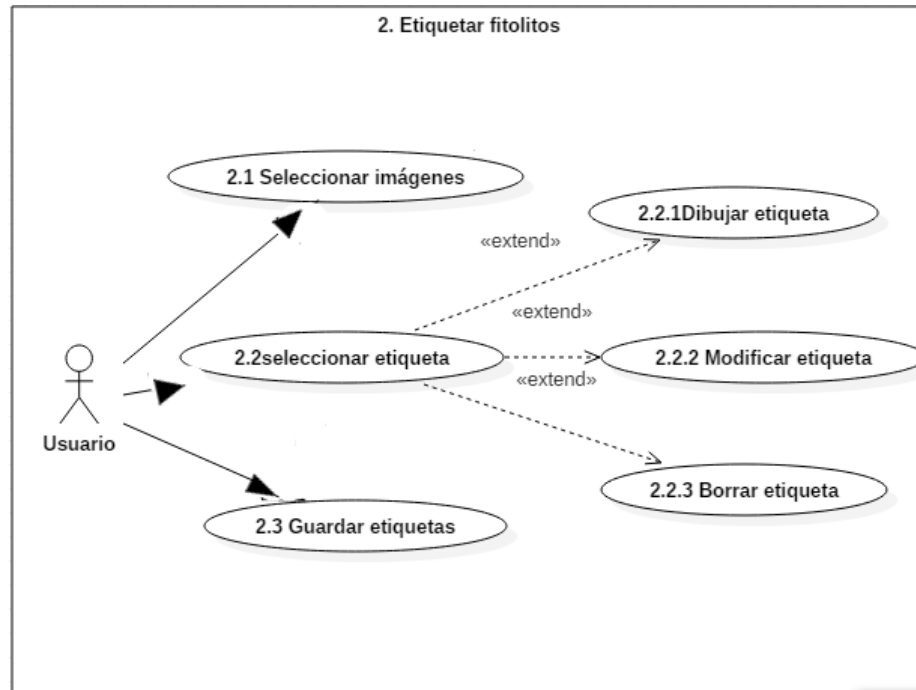 2. Etiquetar fitolitos
2.1 Seleccionar imágenes
2.2.1Dibujar etiqueta
«extend»
«extend»
2.2seleccionar etiqueta
2.2.2 Modificar etiqueta
«extend»
Usuario
2.2.3 Borrar etiqueta
2.3 Guardar etiquetas